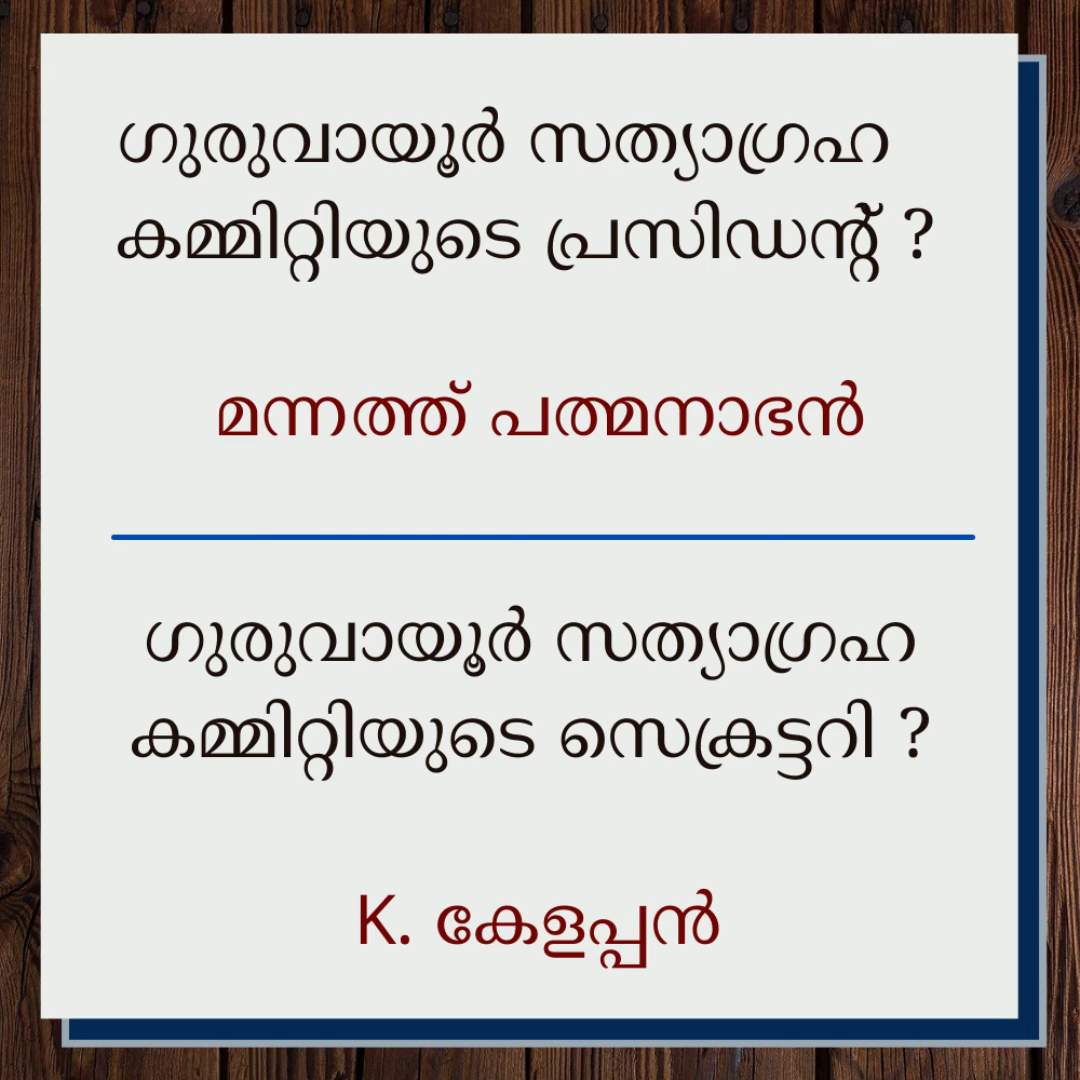 ഗുരുവായൂർ സത്യാഗ്രഹ
കമ്മിറ്റിയുടെ പ്രസിഡന്റ് ?
മന്നത്ത് പത്മനാഭൻ
ഗുരുവായൂർ സത്യാഗ്രഹ
കമ്മിറ്റിയുടെ സെക്രട്ടറി ?
K. കേളപ്പൻ